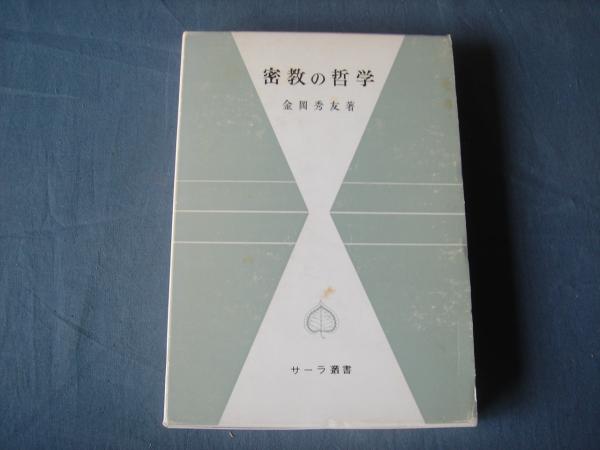 密教の哲学
金岡秀友著
サーラ叢書